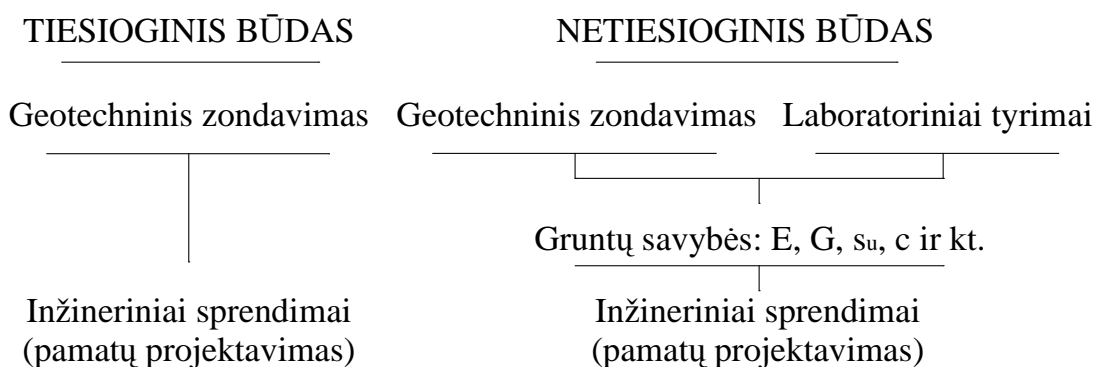 TIESIOGINIS BŪDAS
NETIESIOGINIS BŪDAS
Geotechninis zondavimas
Geotechninis zondavimas
Laboratoriniai tyrimai
Gruntų savybės: E, G, su, c ir kt.
Inžineriniai sprendimai
(pamatų projektavimas)
Inžineriniai sprendimai
(pamatų projektavimas)